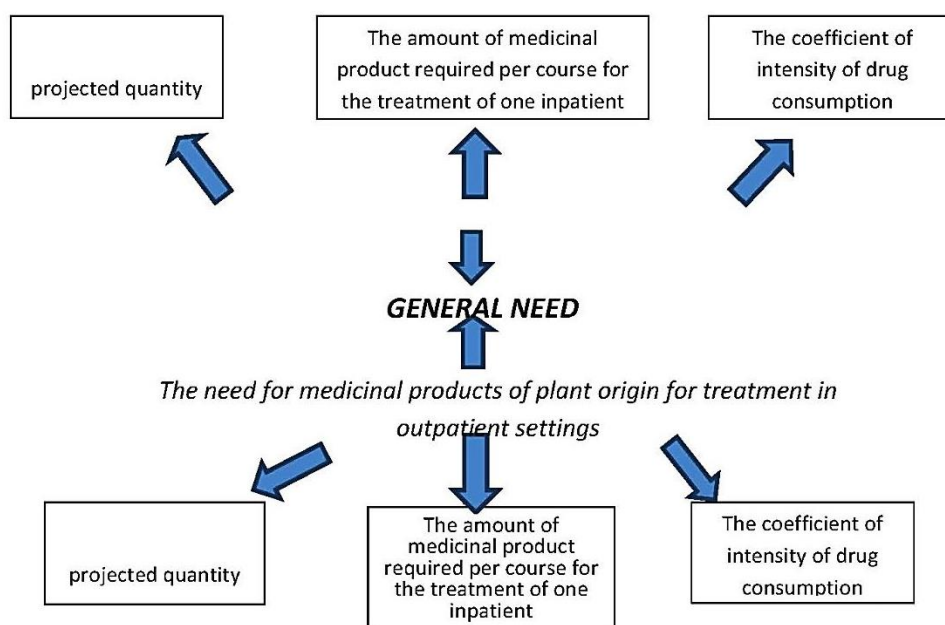 projected quantity
The amount of medicinal
product required per course for
the treatment of one inpatient
The coefficient of
intensity of drug
consumption
GENERAL NEED
The need for medicinal products of plant origin for treatment in
outpatient settings
projected quantity
The amount of
medicinal product
required per course for
the treatment of one
inpatient
The coefficient of
intensity of drug
consumption